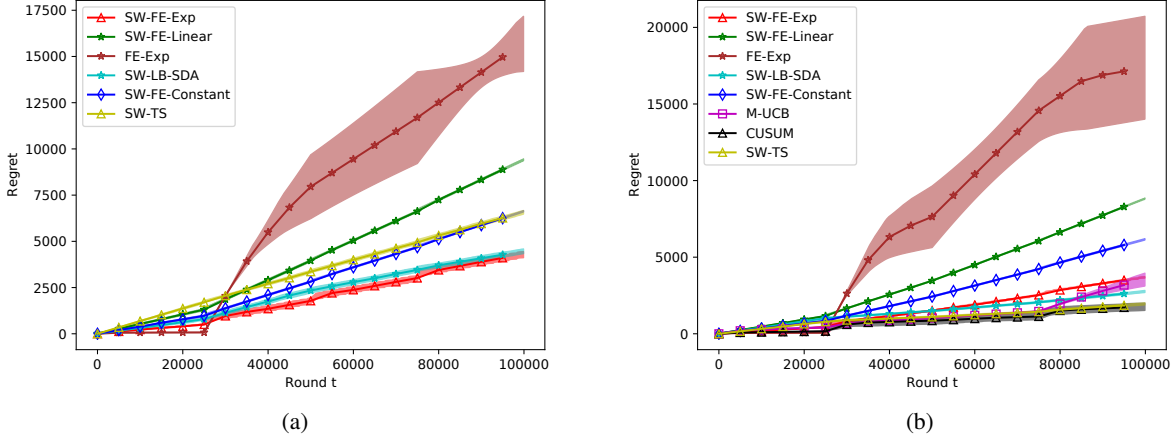 17500
15000
12500
10000
7500
5000
2500
0
Regret
SW-FE-Exp
SW-FE-Linear
FE-Exp
SW-LB-SDA
SW-FE-Constant
SW-TS
0 20000 40000 60000 80000 100000
Round t
(a)
20000
15000
10000
5000
0
Regret
SW-FE-Exp
SW-FE-Linear
FE-Exp
SW-LB-SDA
SW-FE-Constant
M-UCB
CUSUM
SW-TS
0 20000 40000 60000 80000 100000
Round t
(b)